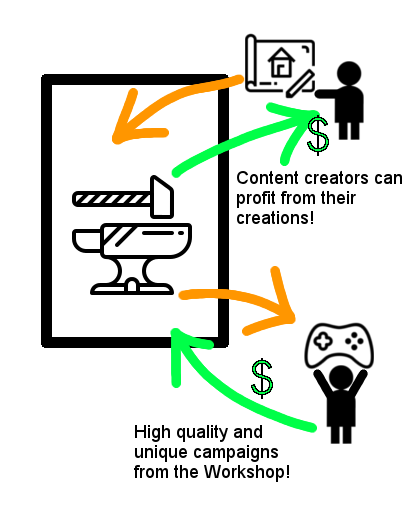 $
Content creators can
profit from their
creations!
$
High quality and
unique campaigns
from the Workshop!